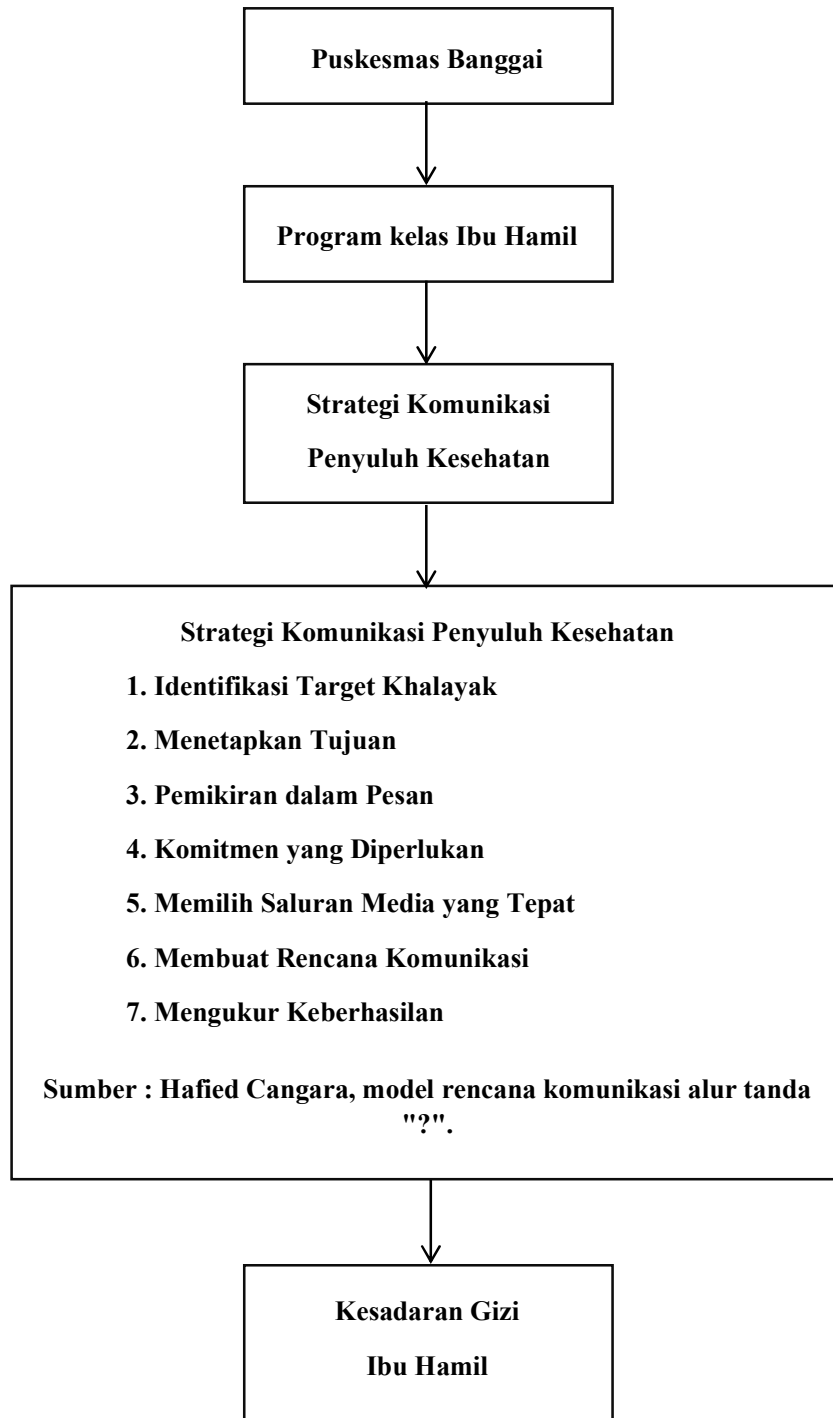 Puskesmas Banggai
Program kelas Ibu Hamil
Strategi Komunikasi
Penyuluh Kesehatan
Strategi Komunikasi Penyuluh Kesehatan
1. Identifikasi Target Khalayak
2. Menetapkan Tujuan
3. Pemikiran dalam Pesan
4. Komitmen yang Diperlukan
5. Memilih Saluran Media yang Tepat
6. Membuat Rencana Komunikasi
7. Mengukur Keberhasilan
Sumber : Hafied Cangara, model rencana komunikasi alur tanda
"?".
Kesadaran Gizi
Ibu Hamil